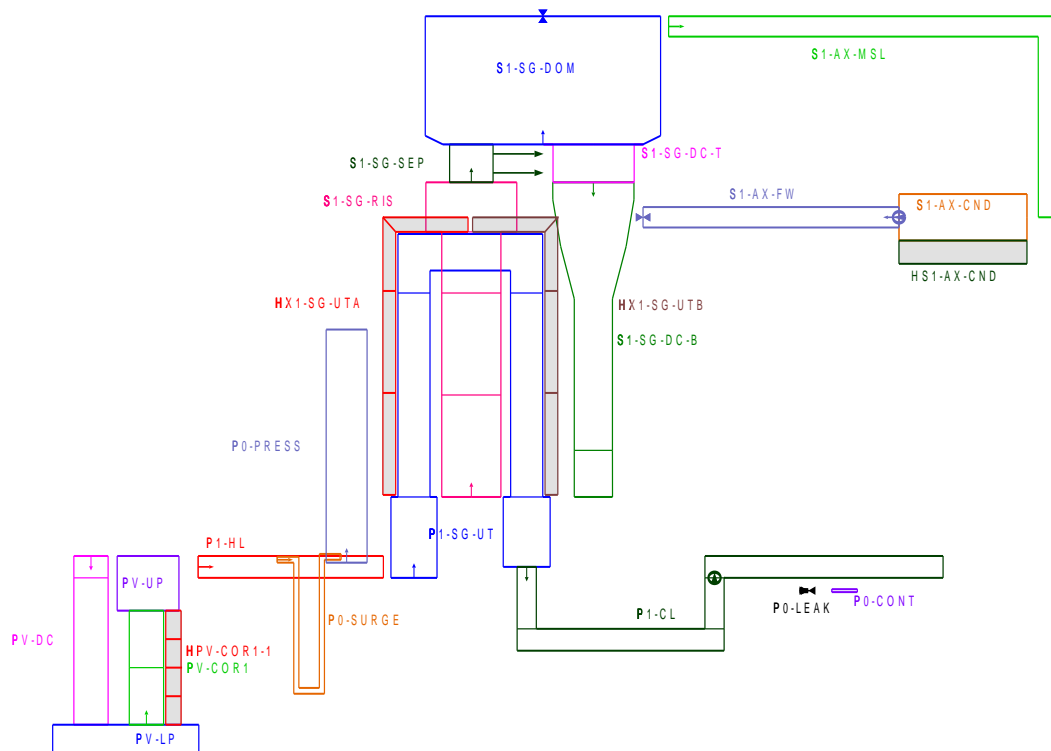 S1-AX-MSL
S1-SG-DOM
S1-SG-DC-T
S1-SG-SEP
S1-AX-FW
S1-SG-RIS
S1-AX-CND
HS1-AX-CND
HX1-SG-UTA
HX1-SG-UTB
S1-SG-DC-B
P0-PRESS
P1-SG-UT
P1-HL
PV-UP
P0-LEAK
P0-CONT
P1-CL
P0-SURGE
PV-DC
HPV-COR1-1
PV-COR1
PV-LP